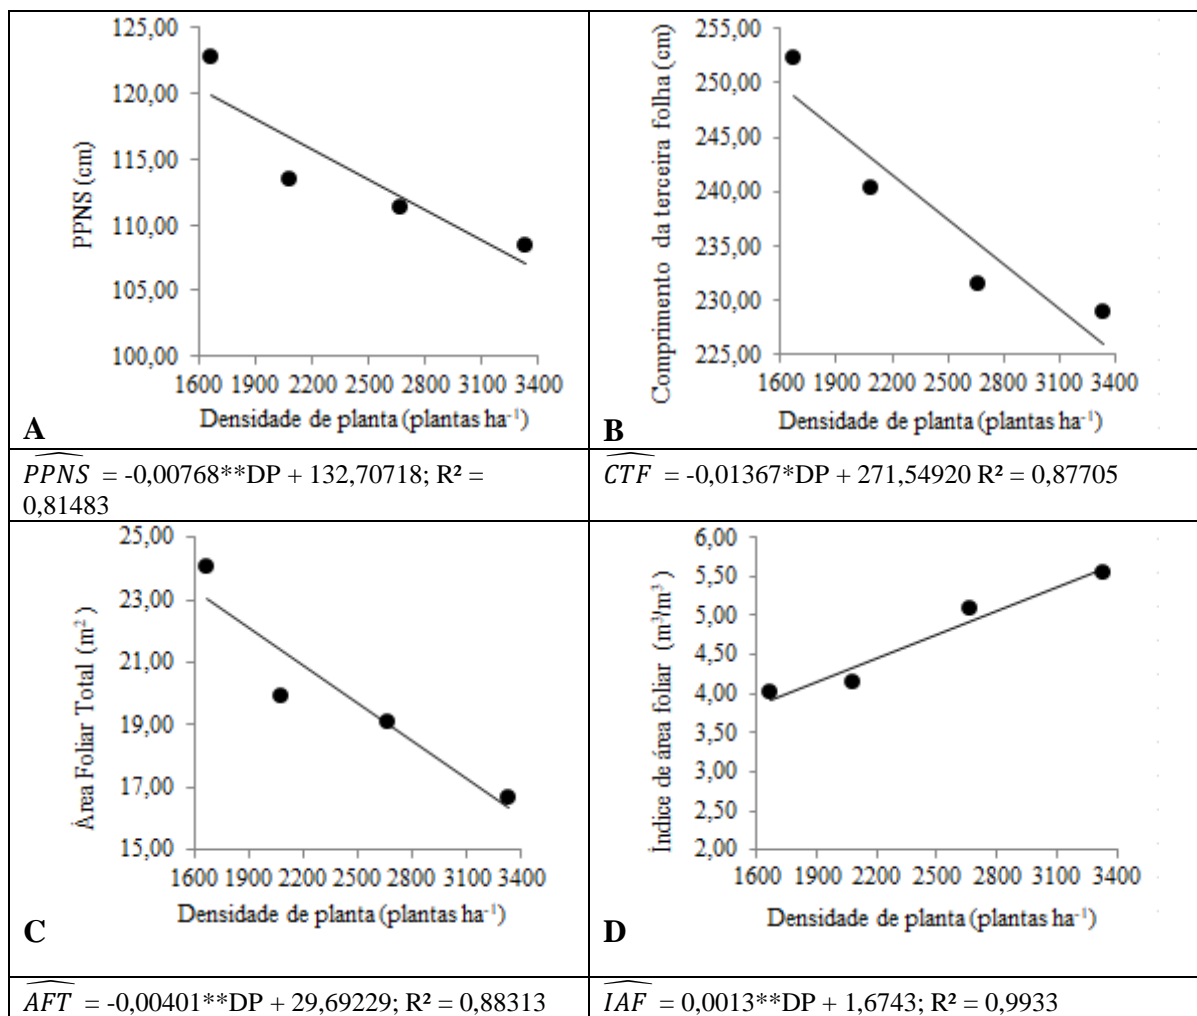 125,00
120,00
115,00
110,00
105,00
100,00
PPNS (cm)
1600 1900 2200 2500 2800 3100 3400
Densidade de planta (plantas ha⁻¹)
A
255,00
250,00
245,00
240,00
235,00
230,00
225,00
Comprimento da terceira folha (cm)
1600 1900 2200 2500 2800 3100 3400
Densidade de planta (plantas ha⁻¹)
B
PPNS = -0,00768**DP + 132,70718; R² =
0,81483
CTF = -0,01367*DP + 271,54920 R² = 0,87705
25,00
23,00
21,00
19,00
17,00
15,00
Àrea Foliar Total (m²)
1600 1900 2200 2500 2800 3100 3400
Densidade de planta (plantas ha⁻¹)
C
6,00
5,50
5,00
4,50
4,00
3,50
3,00
2,50
2,00
Índice de área foliar (m³/m³)
1600 1900 2200 2500 2800 3100 3400
Densidade de planta (plantas ha⁻¹)
D
AFT = -0,00401**DP + 29,69229; R² = 0,88313
IAF = 0,0013**DP + 1,6743; R² = 0,9933